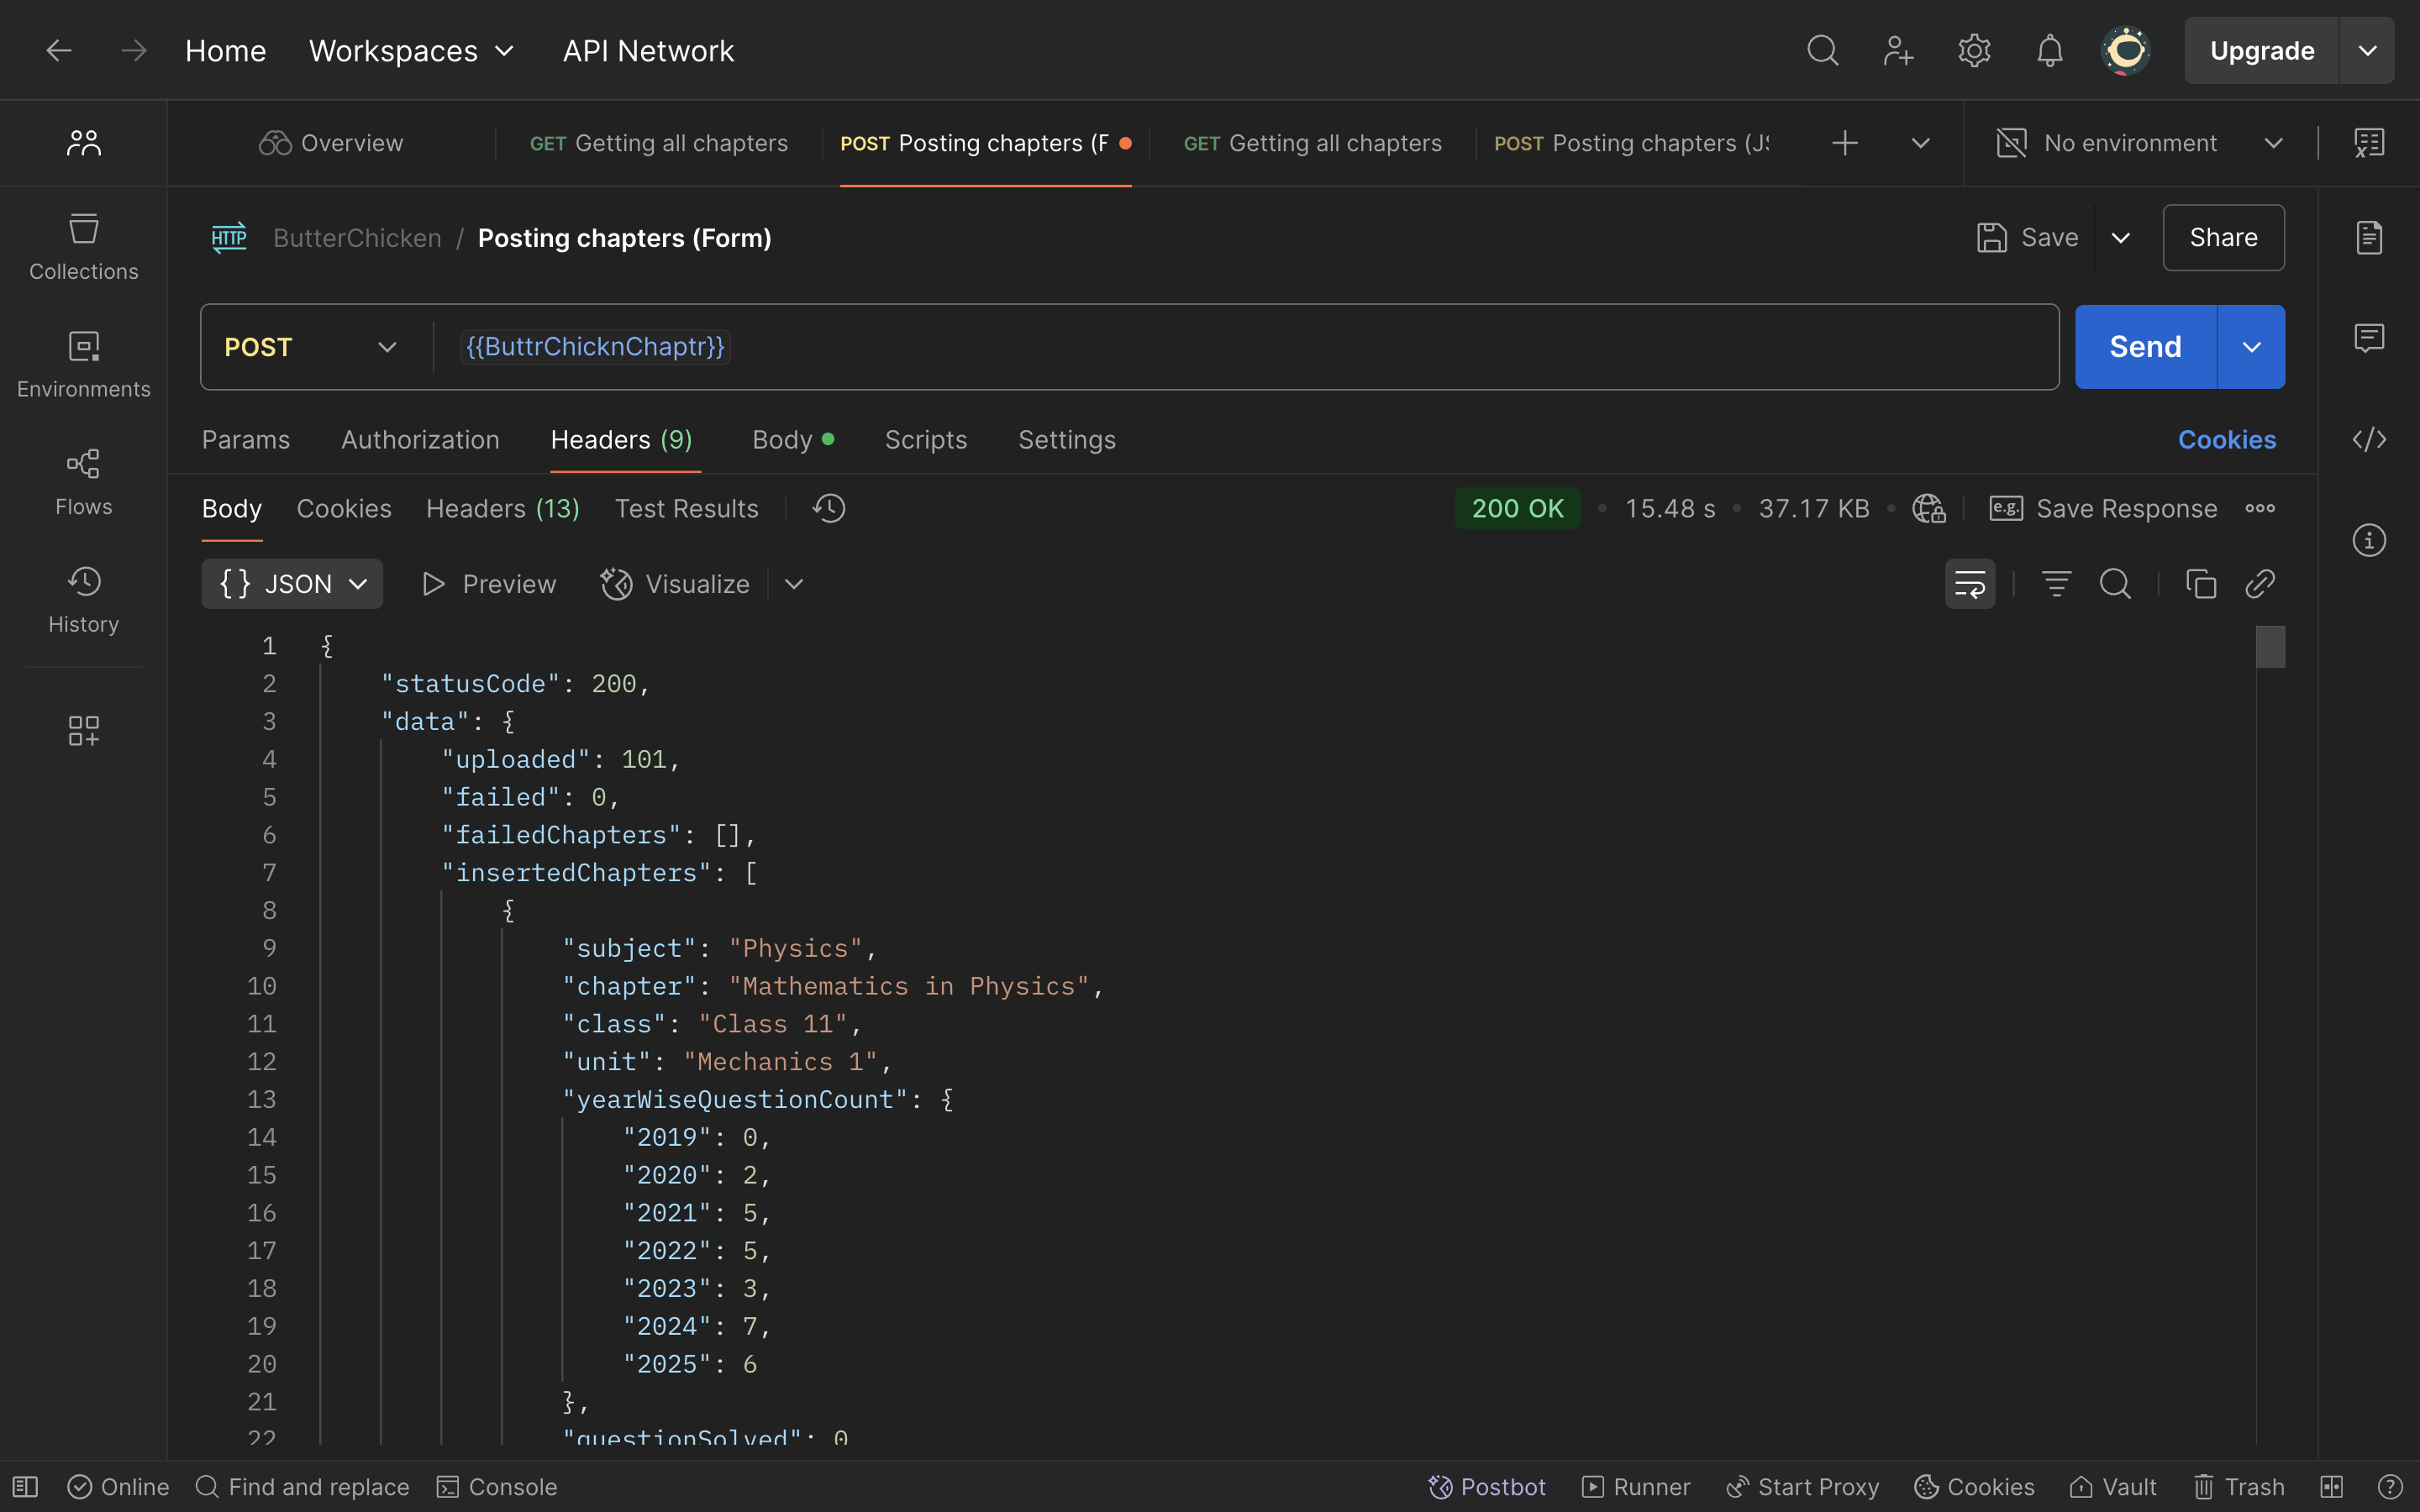 Home Workspaces API Network Upgrade
Overview GET Getting all chapters POST Posting chapters (F GET Getting all chapters POST Posting chapters (JS No environment
HTTP ButterChicken / Posting chapters (Form) Save Share
Collections
POST {{ButtrChicknChaptr}} Send
Environments
Params Authorization Headers (9) Body Scripts Settings Cookies
Flows
Body Cookies Headers (13) Test Results 200 OK • 15.48 s • 37.17 KB • e.g. Save Response
History
{} JSON Preview Visualize
1 {
2 "statusCode": 200,
3 "data": {
4 "uploaded": 101,
5 "failed": 0,
6 "failedChapters": [],
7 "insertedChapters": [
8 {
9 "subject": "Physics",
10 "chapter": "Mathematics in Physics",
11 "class": "Class 11",
12 "unit": "Mechanics 1",
13 "yearWiseQuestionCount": {
14 "2019": 0,
15 "2020": 2,
16 "2021": 5,
17 "2022": 5,
18 "2023": 3,
19 "2024": 7,
20 "2025": 6
21 },
22 "questionSolved": 0
Online Find and replace Console Postbot Runner Start Proxy Cookies Vault Trash